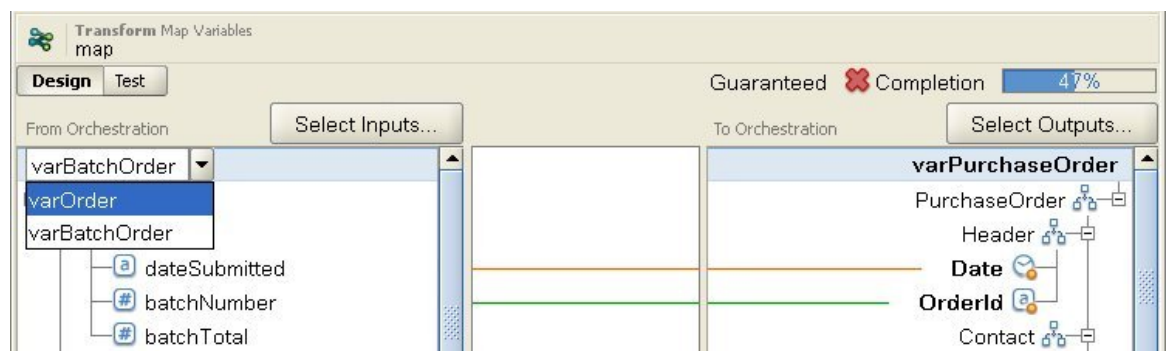 Transform Map Variables
map
Design Test Guaranteed Completion 47%
From Orchestration Select Inputs... To Orchestration Select Outputs...
varBatchOrder varPurchaseOrder
varOrder PurchaseOrder
varBatchOrder Header
dateSubmitted Date
batchNumber OrderId
batchTotal Contact